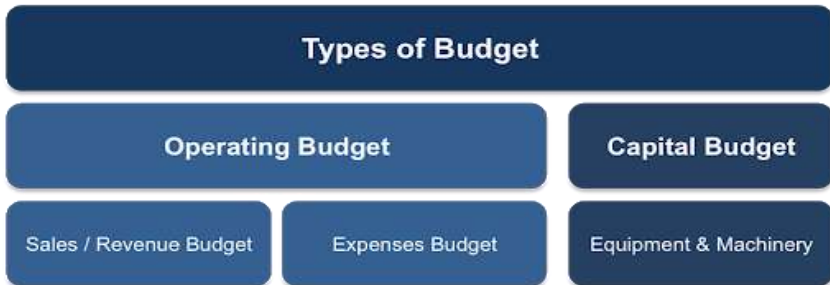 Types of Budget
Operating Budget
Capital Budget
Sales / Revenue Budget
Expenses Budget
Equipment & Machinery